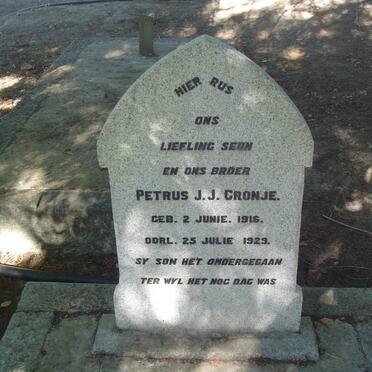 HIER RUS
ONS
LIEFLING SEUN
EN ONS BROER
PETRUS J.J. CRONJE.
GEB. 2 JUNIE. 1916.
OORL. 25 JULIE 1929.
SY SON HET ONDERGEGAAN
TER WYL HET NOG DAG WAS